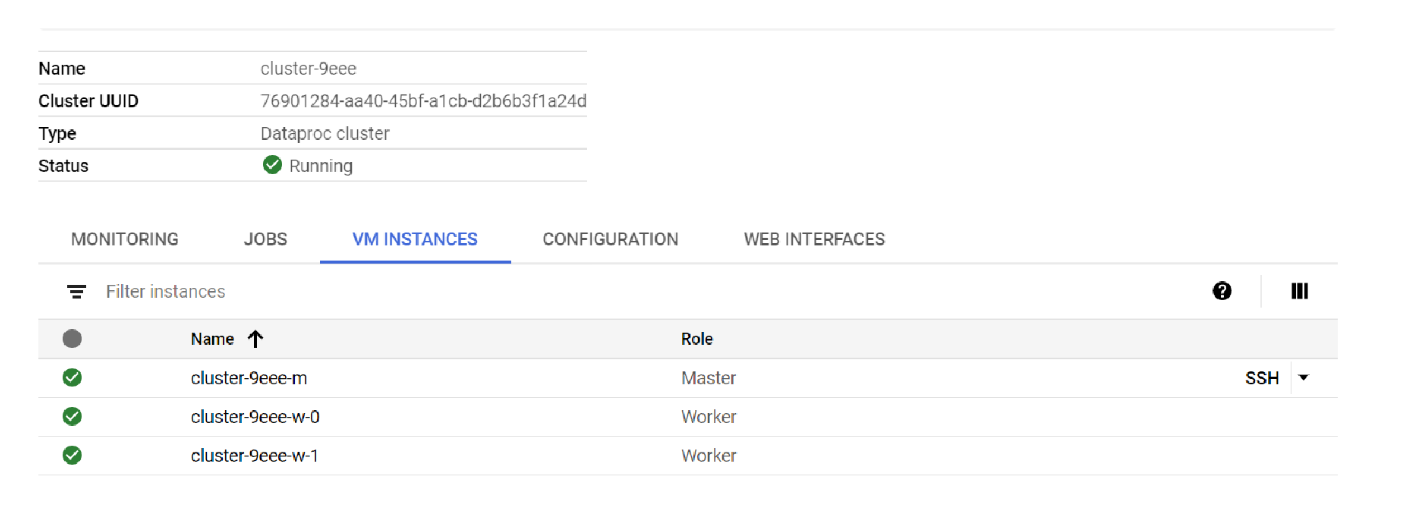 Name cluster-9eee
Cluster UUID 76901284-aa40-45bf-a1cb-d2b6b3f1a24d
Type Dataproc cluster
Status Running
MONITORING JOBS VM INSTANCES CONFIGURATION WEB INTERFACES
Filter instances
Name Role
cluster-9eee-m Master SSH
cluster-9eee-w-0 Worker
cluster-9eee-w-1 Worker